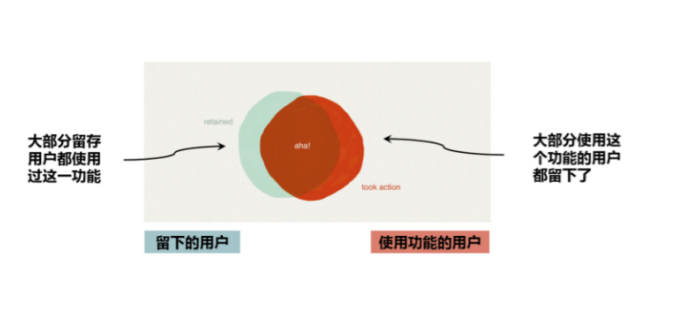 大部分留存
用户都使用
过这一功能
retained
aha!
took action
大部分使用这
个功能的用户
都留下了
留下的用户
使用功能的用户